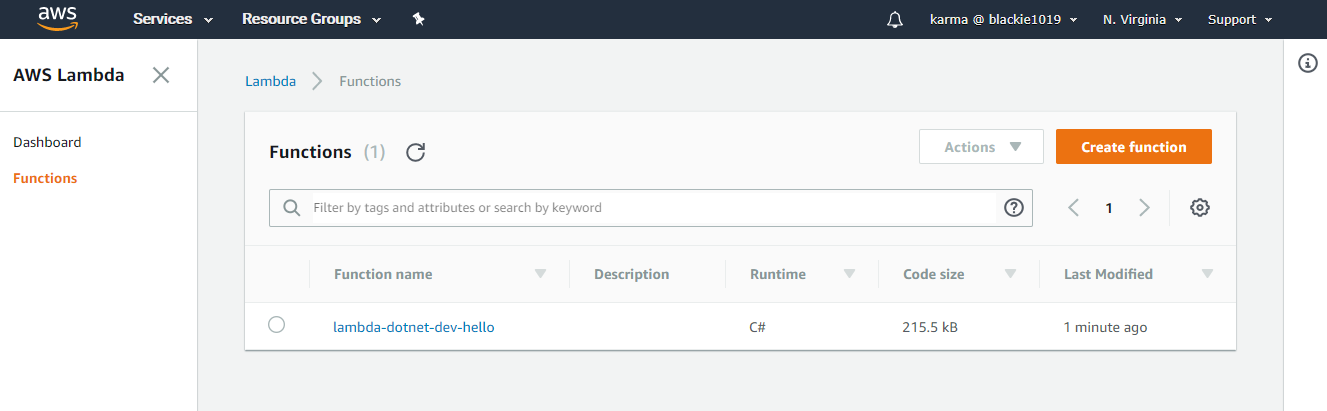 aws Services Resource Groups karma @ blackie1019 N. Virginia Support
AWS Lambda
Lambda Functions
Dashboard
Functions
Functions (1) Actions Create function
Filter by tags and attributes or search by keyword 1
Function name Description Runtime Code size Last Modified
lambda-dotnet-dev-hello C# 215.5 kB 1 minute ago